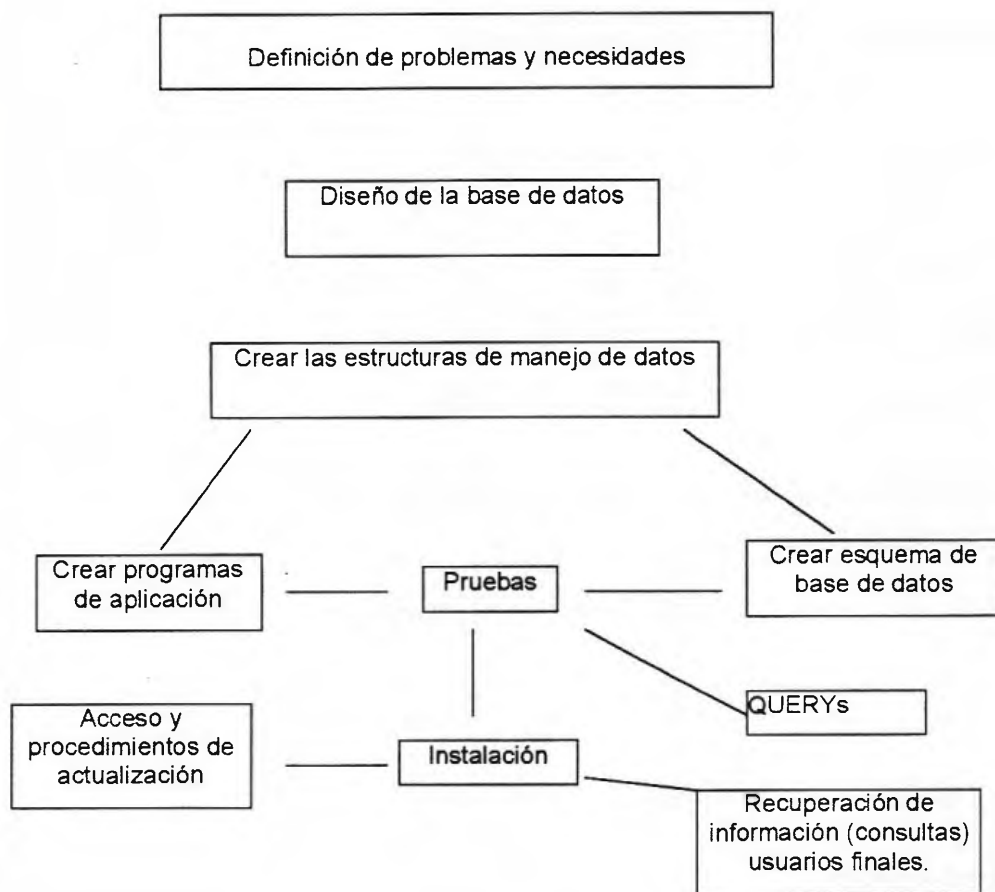 Definición de problemas y necesidades
Diseño de la base de datos
Crear las estructuras de manejo de datos
Crear programas
de aplicación
Pruebas
Crear esquema de
base de datos
QUERYs
Acceso y
procedimientos de
actualización
Instalación
Recuperación de
información (consultas)
usuarios finales.